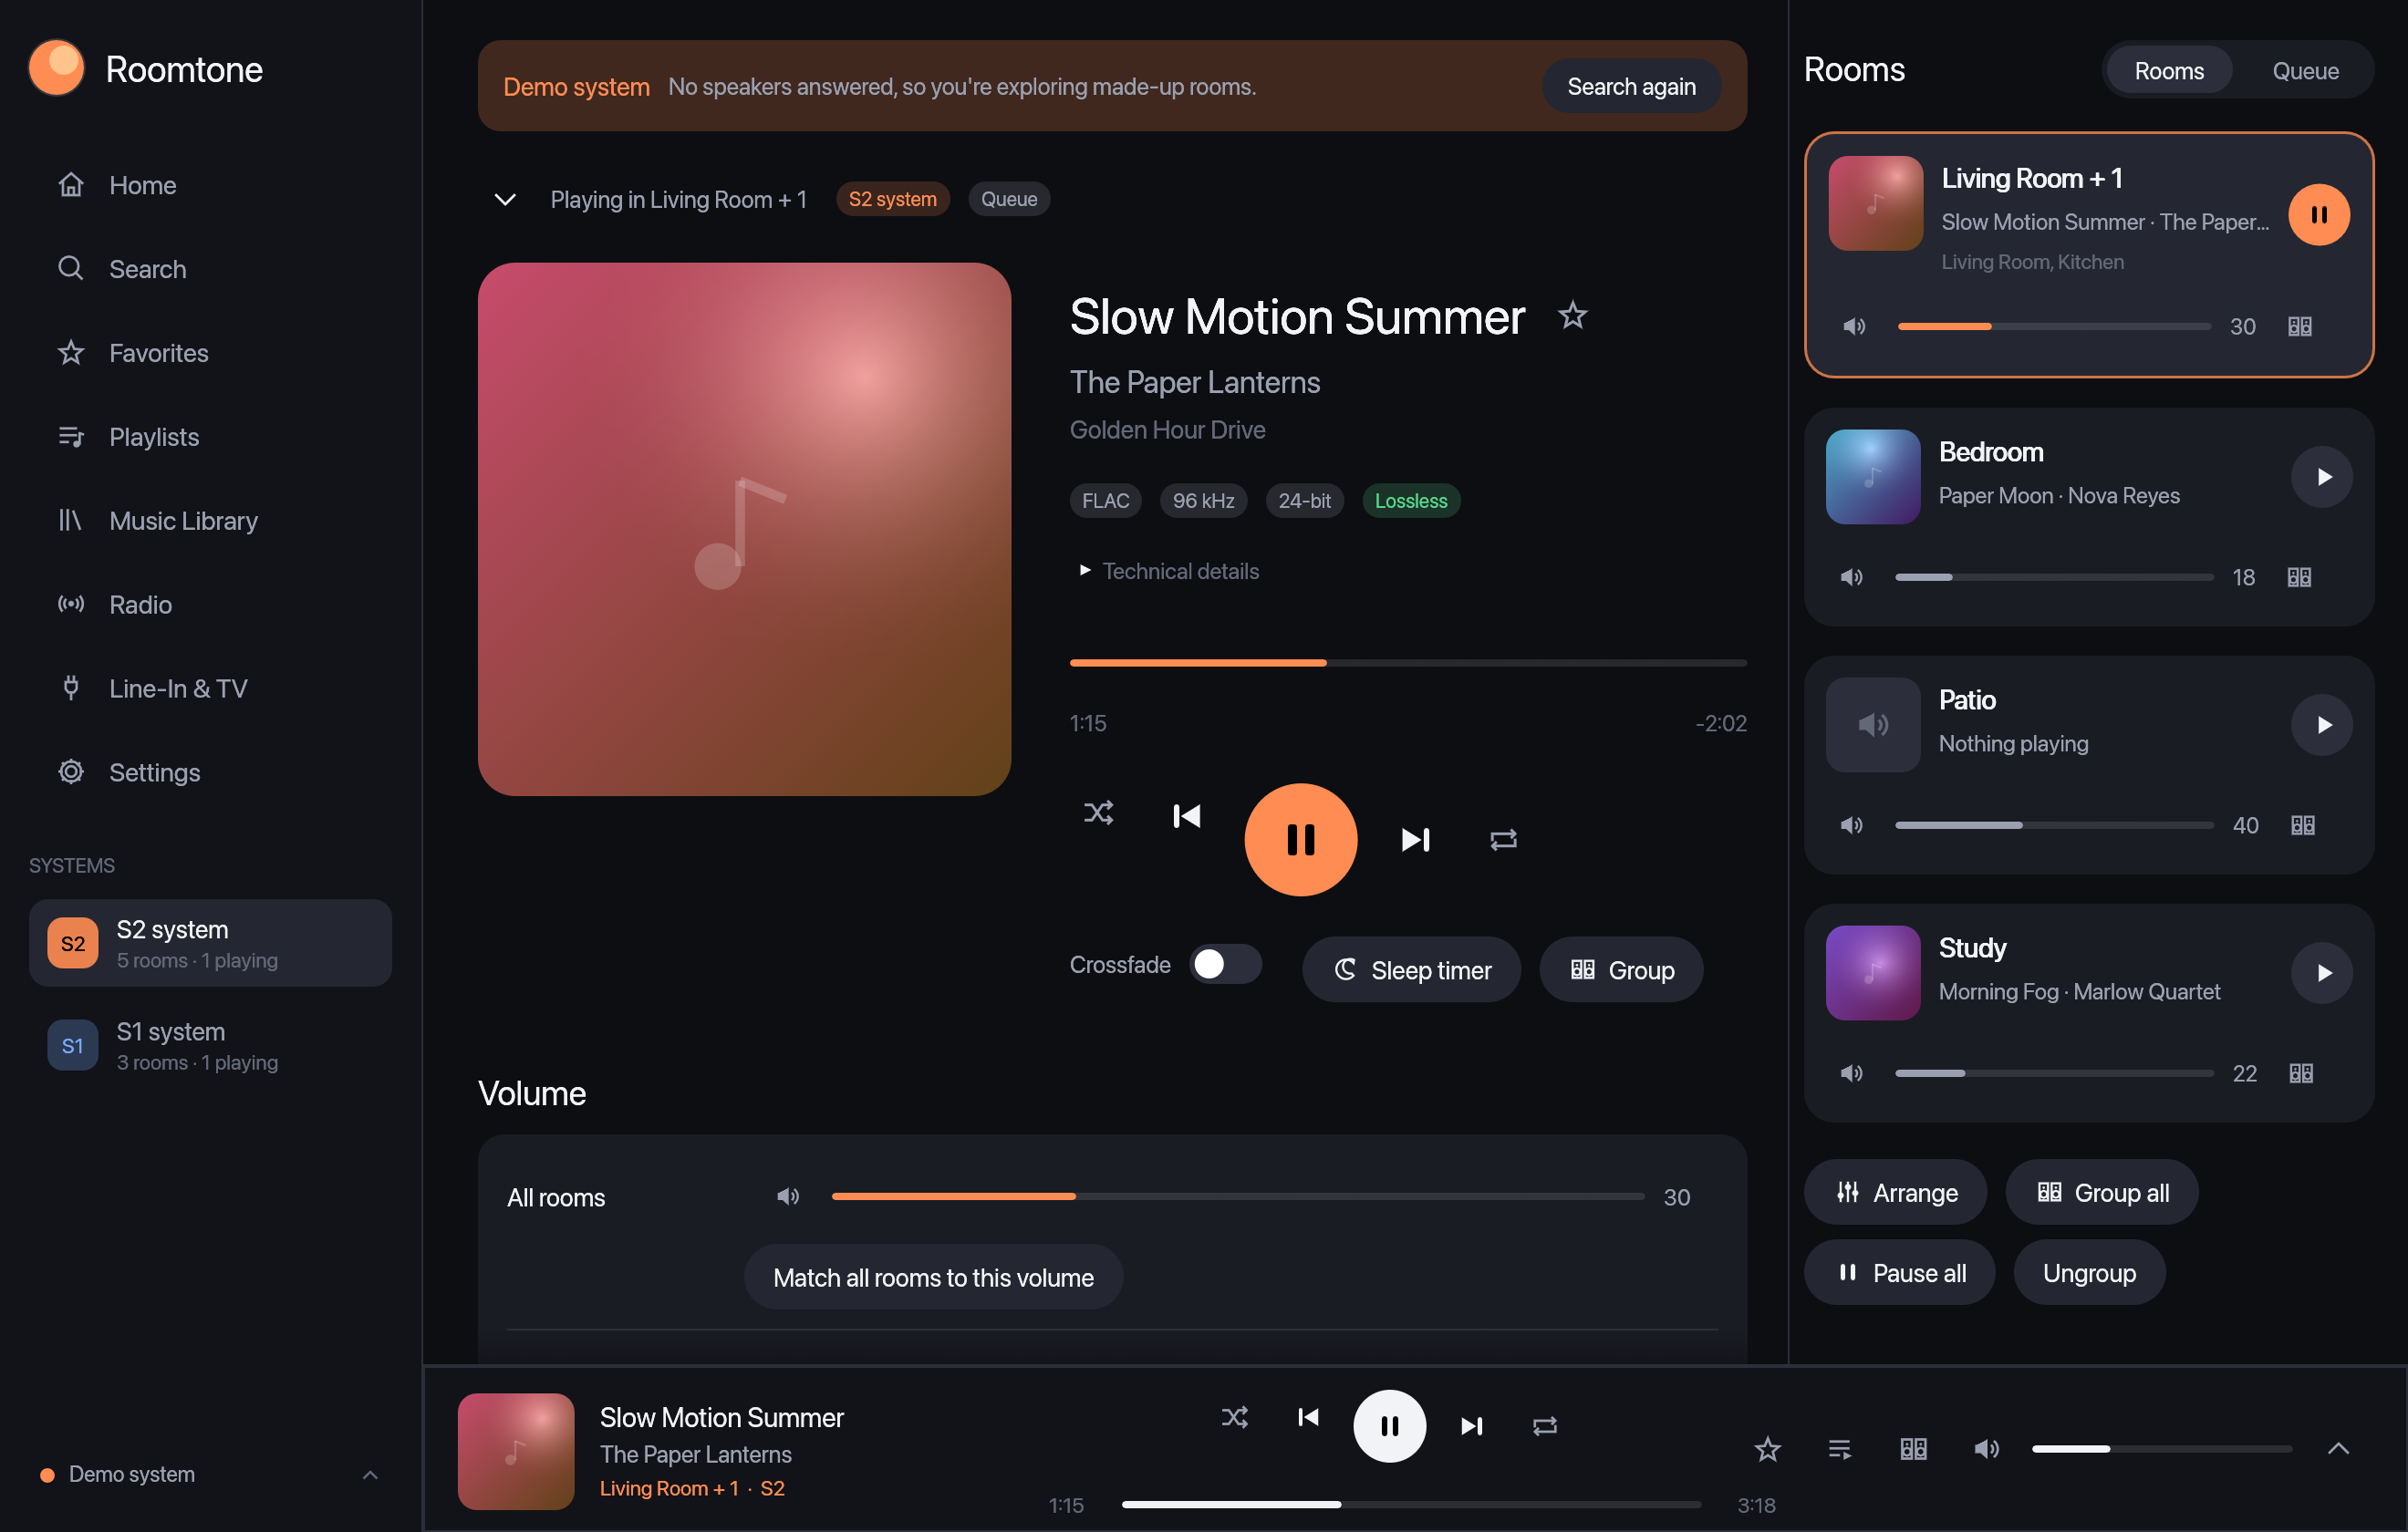 Roomtone
Home
Search
Favorites
Playlists
Music Library
Radio
Line-In & TV
Settings
SYSTEMS
S2
S2 system
5 rooms · 1 playing
S1
S1 system
3 rooms · 1 playing
Demo system
Demo system No speakers answered, so you're exploring made-up rooms. Search again
Playing in Living Room + 1 S2 system Queue
Slow Motion Summer
The Paper Lanterns
Golden Hour Drive
FLAC 96 kHz 24-bit Lossless
Technical details
1:15 -2:02
Crossfade Sleep timer Group
Volume
All rooms 30
Match all rooms to this volume
Rooms Rooms Queue
Living Room + 1
Slow Motion Summer · The Paper...
Living Room, Kitchen
30
Bedroom
Paper Moon · Nova Reyes
18
Patio
Nothing playing
40
Study
Morning Fog · Marlow Quartet
22
Arrange Group all
Pause all Ungroup
Slow Motion Summer
The Paper Lanterns
Living Room + 1 · S2
1:15 3:18